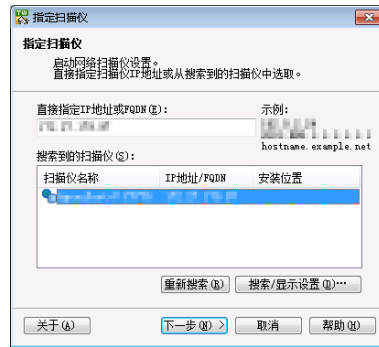 指定扫描仪
指定扫描仪
启动网络扫描仪设置。
直接指定扫描仪IP地址或从搜索到的扫描仪中选取。
直接指定IP地址或FQDN(E):
示例:
hostname.example.net
搜索到的扫描仪(S):
扫描仪名称 IP地址/FQDN 安装位置
重新搜索(R) 搜索/显示设置(D)...
关于(A) 下一步(N) > 取消 帮助(H)